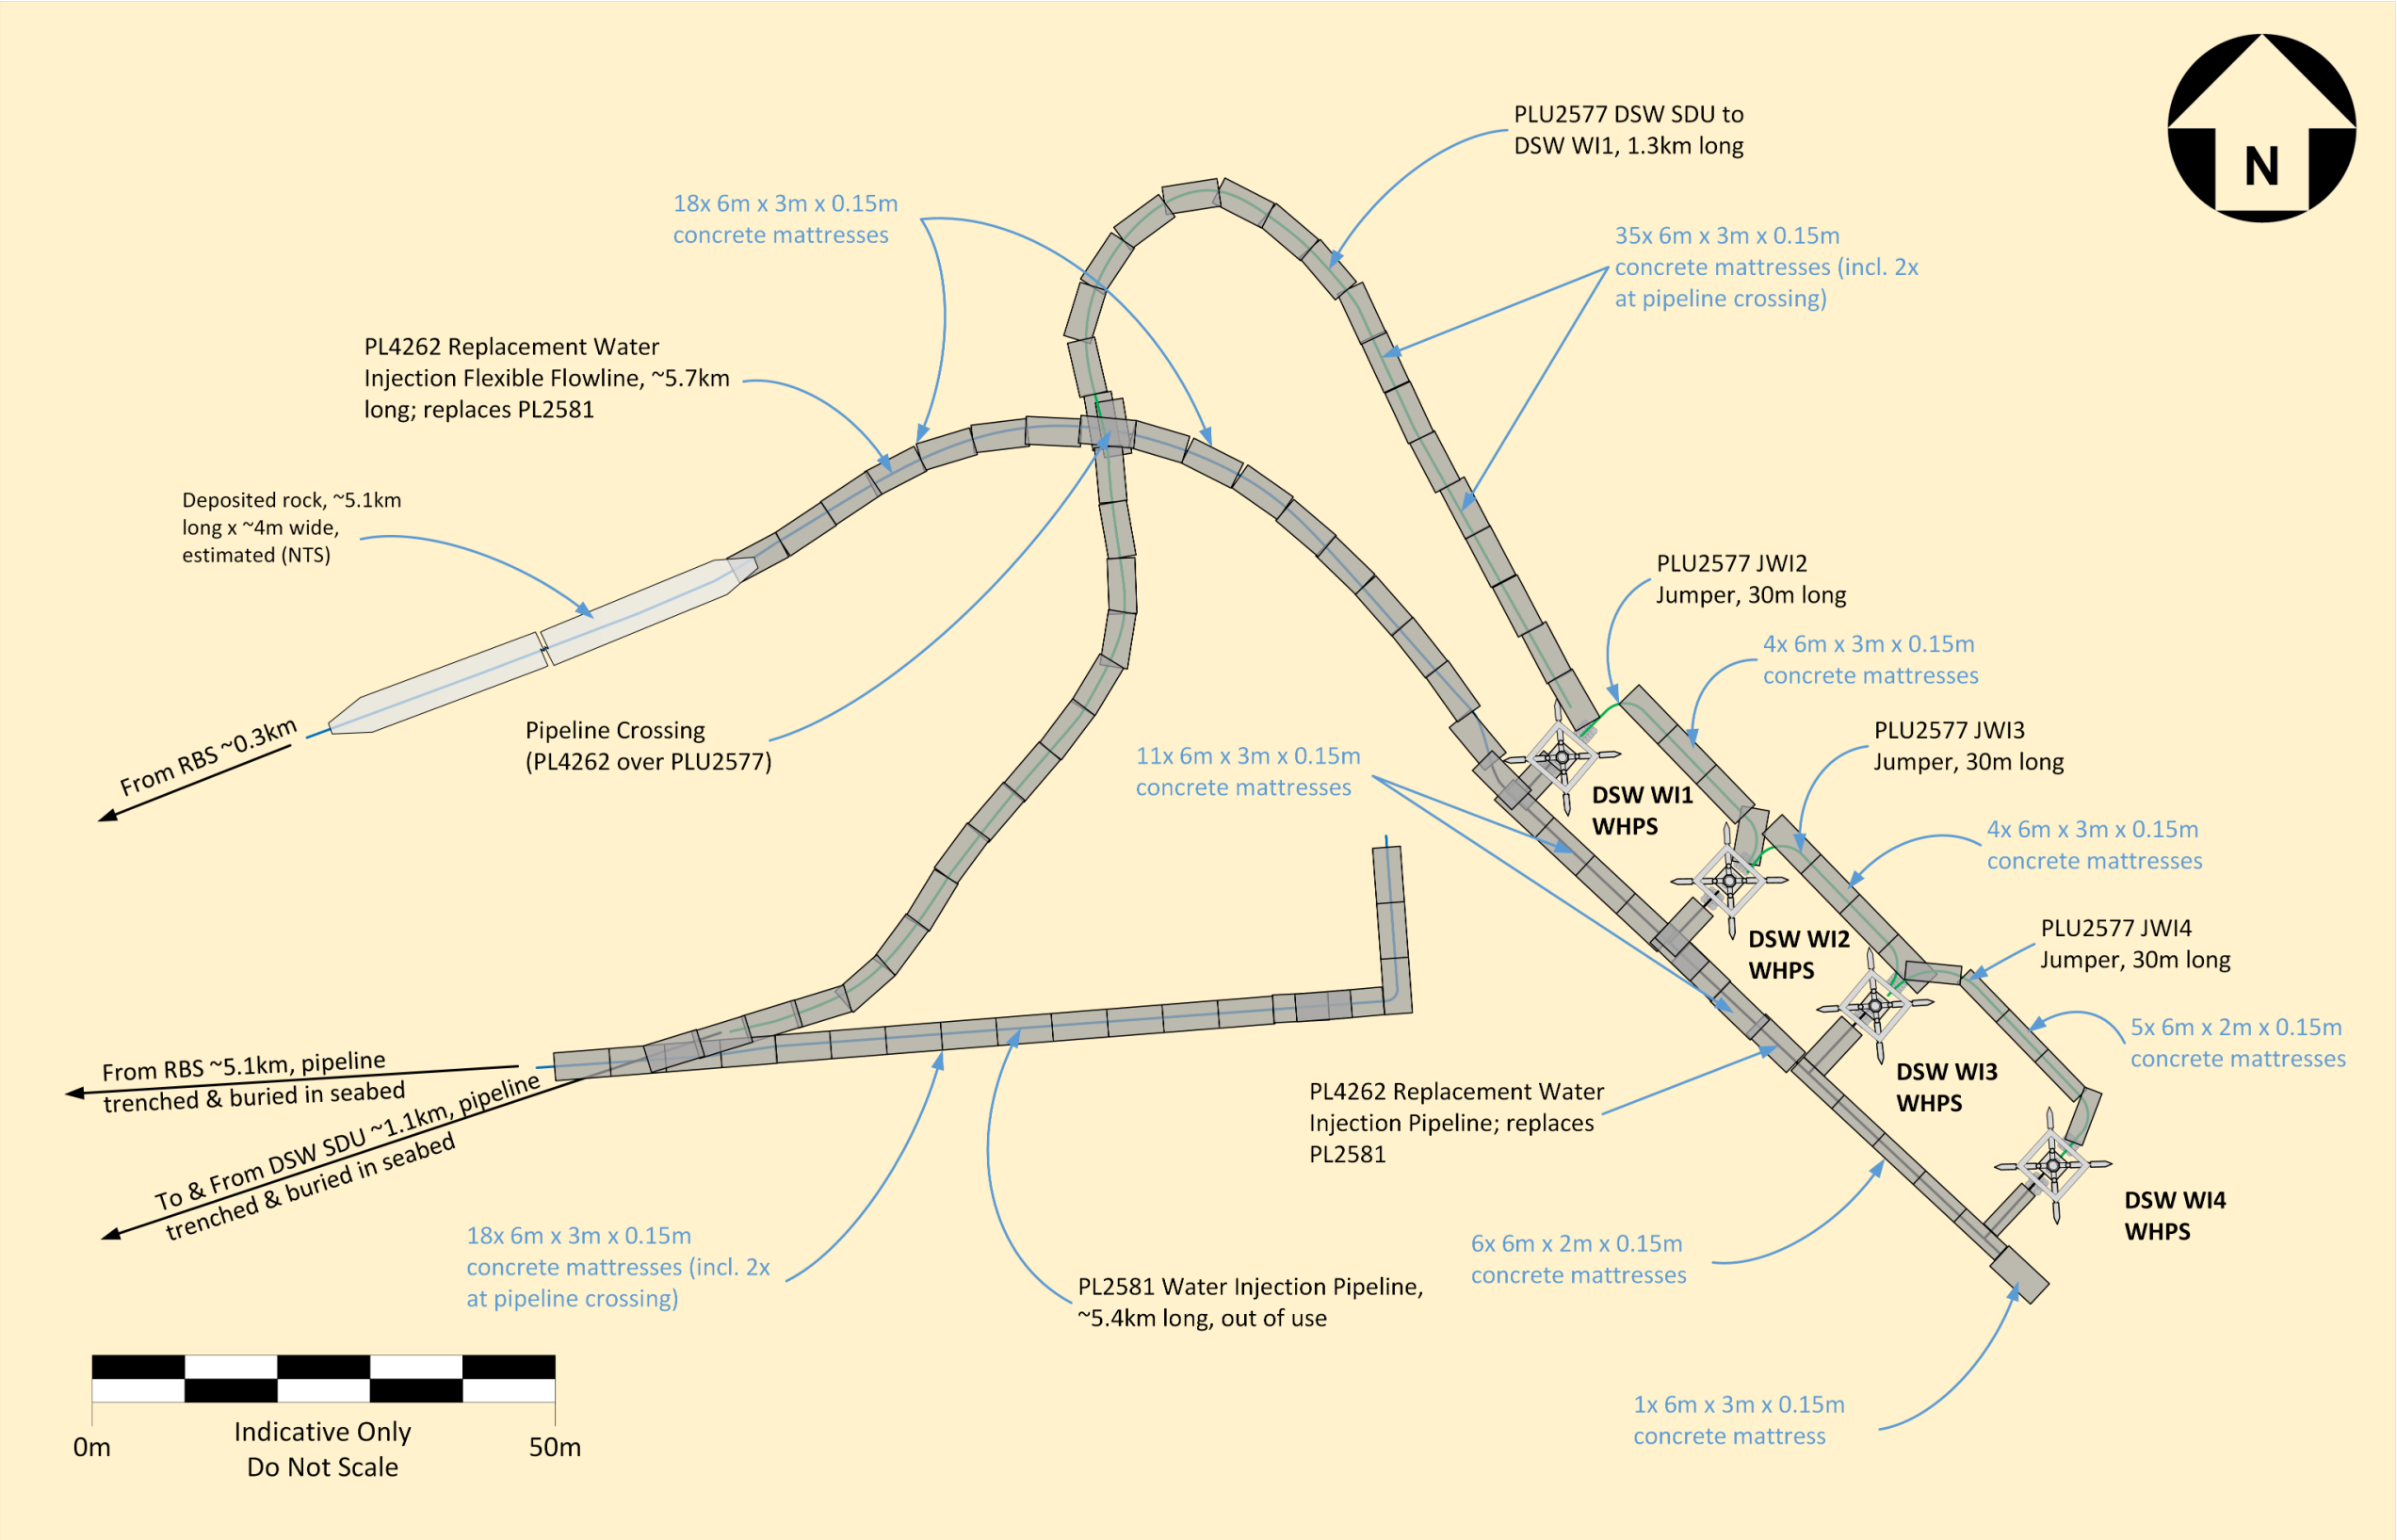 N
PLU2577 DSW SDU to
DSW WI1, 1.3km long
18x 6m x 3m x 0.15m
concrete mattresses
35x 6m x 3m x 0.15m
concrete mattresses (incl. 2x
at pipeline crossing)
PL4262 Replacement Water
Injection Flexible Flowline, ~5.7km
long; replaces PL2581
Deposited rock, ~5.1km
long x ~4m wide,
estimated (NTS)
PLU2577 JWI2
Jumper, 30m long
4x 6m x 3m x 0.15m
concrete mattresses
From RBS ~0.3km
Pipeline Crossing
(PL4262 over PLU2577)
PLU2577 JWI3
Jumper, 30m long
11x 6m x 3m x 0.15m
concrete mattresses
DSW WI1
WHPS
4x 6m x 3m x 0.15m
concrete mattresses
DSW WI2
WHPS
PLU2577 JWI4
Jumper, 30m long
5x 6m x 2m x 0.15m
concrete mattresses
From RBS ~5.1km, pipeline
trenched & buried in seabed
To & From DSW SDU ~1.1km, pipeline
trenched & buried in seabed
DSW WI3
WHPS
PL4262 Replacement Water
Injection Pipeline; replaces
PL2581
DSW WI4
WHPS
18x 6m x 3m x 0.15m
concrete mattresses (incl. 2x
at pipeline crossing)
6x 6m x 2m x 0.15m
concrete mattresses
PL2581 Water Injection Pipeline,
~5.4km long, out of use
1x 6m x 3m x 0.15m
concrete mattress
0m
Indicative Only
Do Not Scale
50m